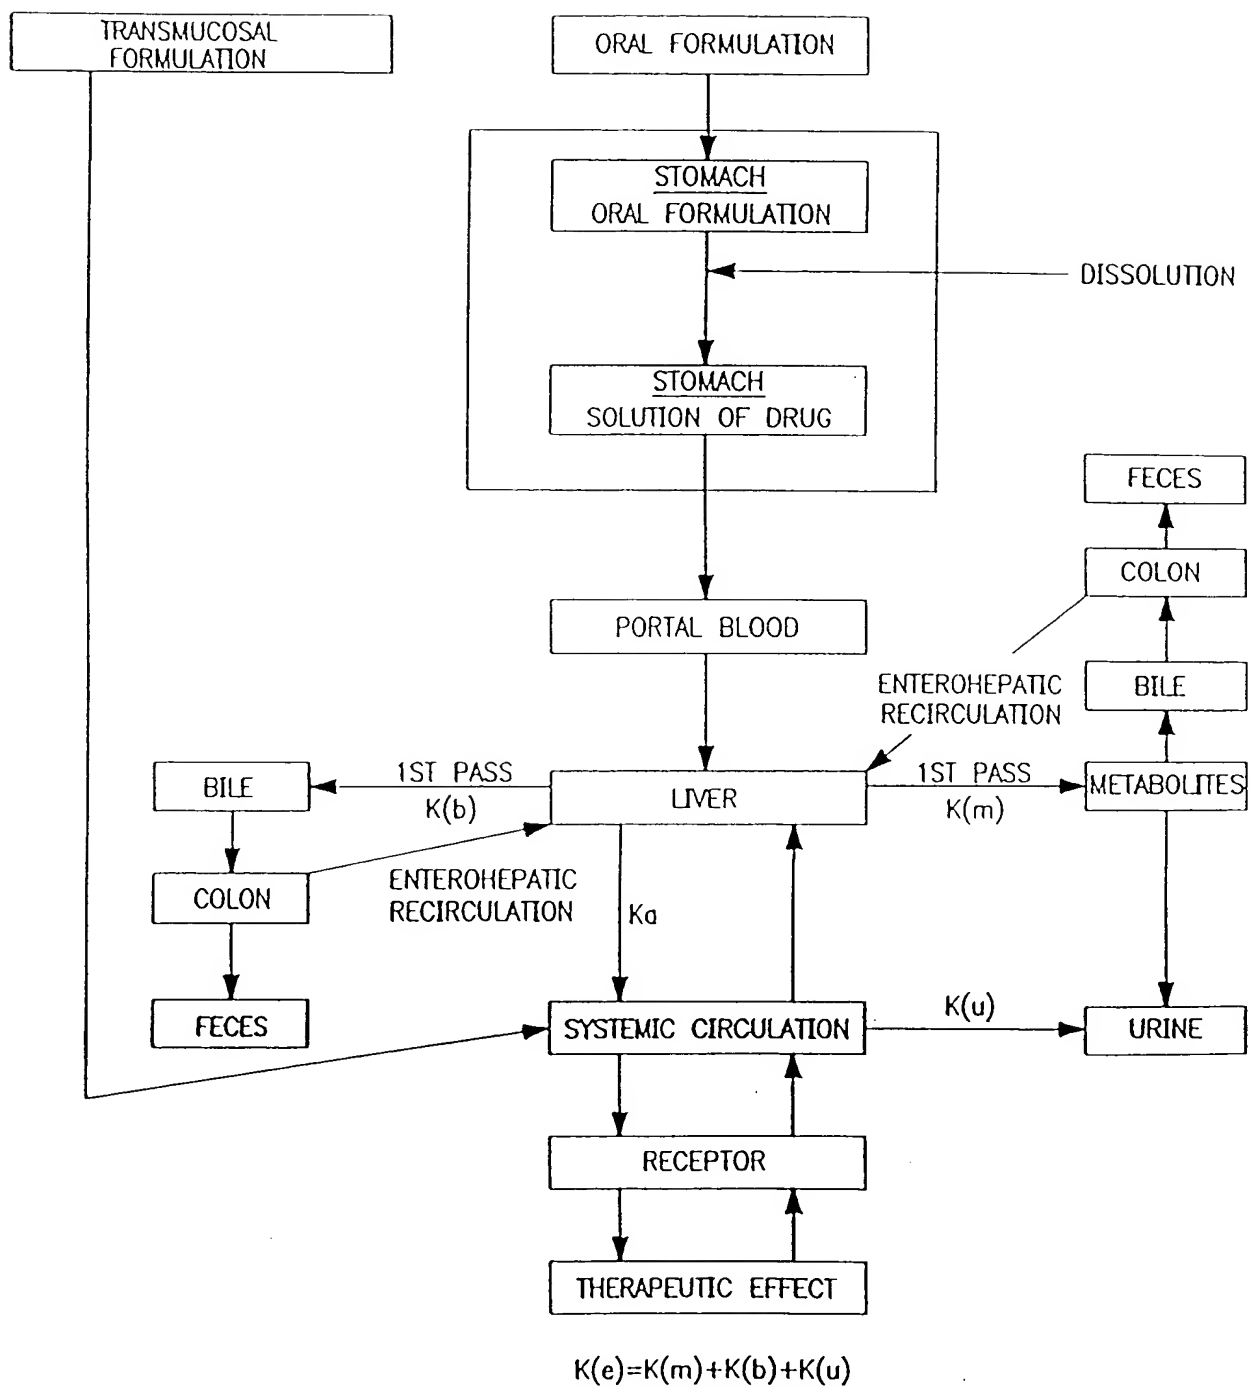 TRANSMUCOSAL
FORMULATION
ORAL FORMULATION
STOMACH
ORAL FORMULATION
DISSOLUTION
STOMACH
SOLUTION OF DRUG
FECES
COLON
PORTAL BLOOD
ENTEROHEPATIC
RECIRCULATION
BILE
BILE
1ST PASS
K(b)
LIVER
1ST PASS
K(m)
METABOLITES
COLON
ENTEROHEPATIC
RECIRCULATION
Ka
FECES
SYSTEMIC CIRCULATION
K(u)
URINE
RECEPTOR
THERAPEUTIC EFFECT
K(e)=K(m)+K(b)+K(u)